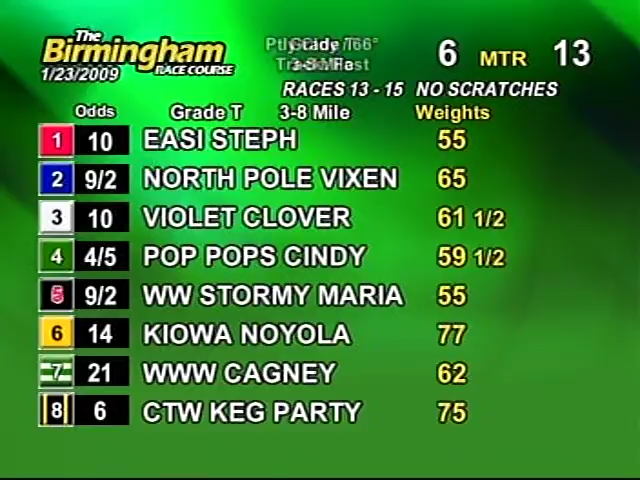 The
Birmingham
RACE COURSE
1/23/2009
6 MTR 13
RACES 13 - 15 NO SCRATCHES
Odds Grade T 3-8 Mile Weights
1 10 EASI STEPH 55
2 9/2 NORTH POLE VIXEN 65
3 10 VIOLET CLOVER 61 1/2
4 4/5 POP POPS CINDY 59 1/2
5 9/2 WW STORMY MARIA 55
6 14 KIOWA NOYOLA 77
7 21 WWW CAGNEY 62
8 6 CTW KEG PARTY 75